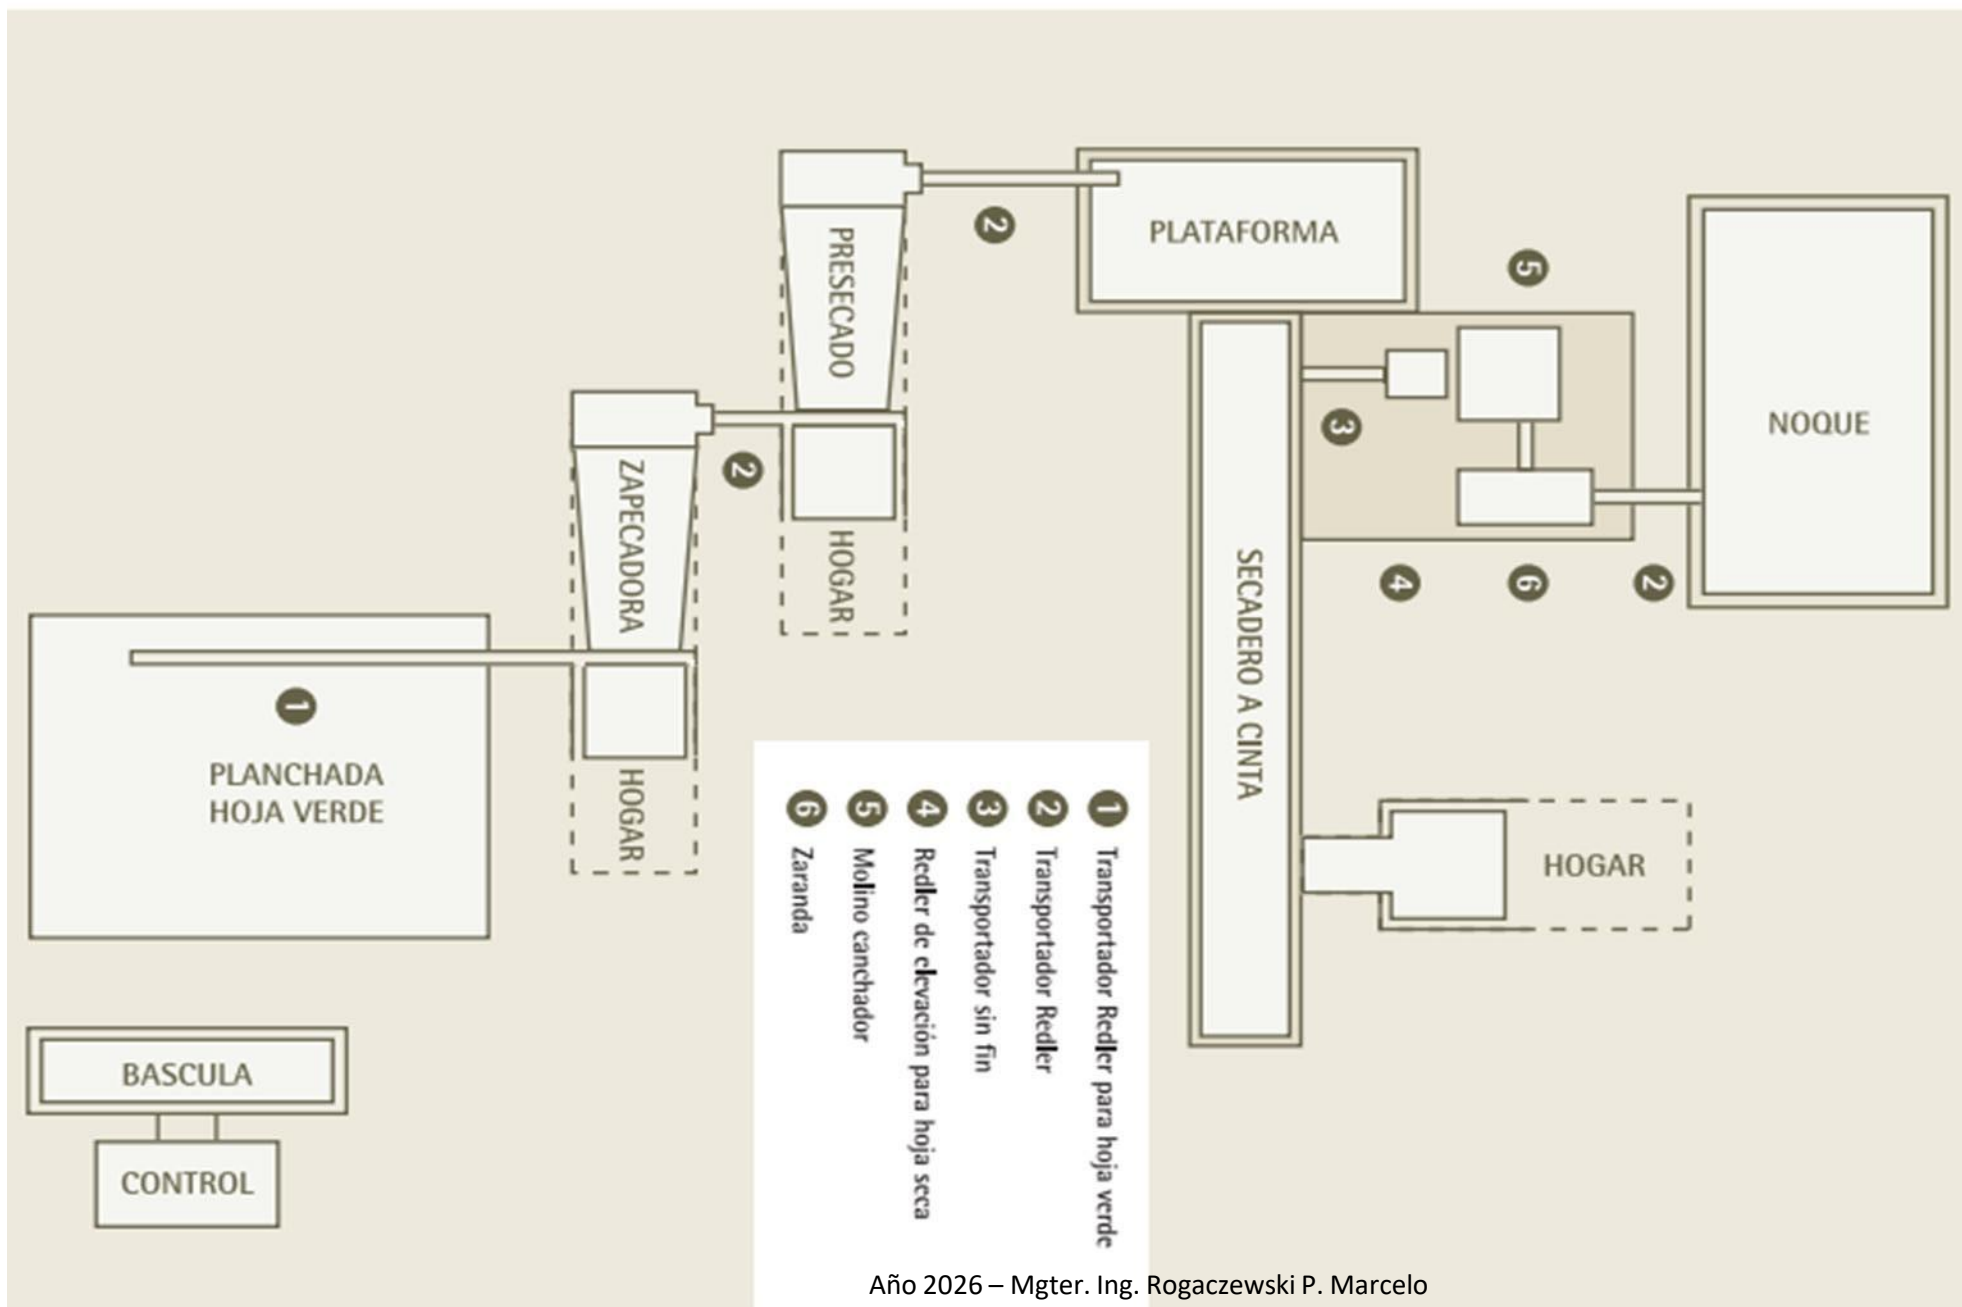 PLATAFORMA
2
PRESECADO
5
NOQUE
3
2
ZAPECADORA
HOGAR
SECADERO A CINTA
4
6
2
1
PLANCHADA
HOJA VERDE
HOGAR
HOGAR
1 Transportador Redler para hoja verde
2 Transportador Redler
3 Transportador sin fin
4 Redler de elevación para hoja seca
5 Molino canchador
6 Zaranda
BASCULA
CONTROL
Año 2026 – Mgter. Ing. Rogaczewski P. Marcelo